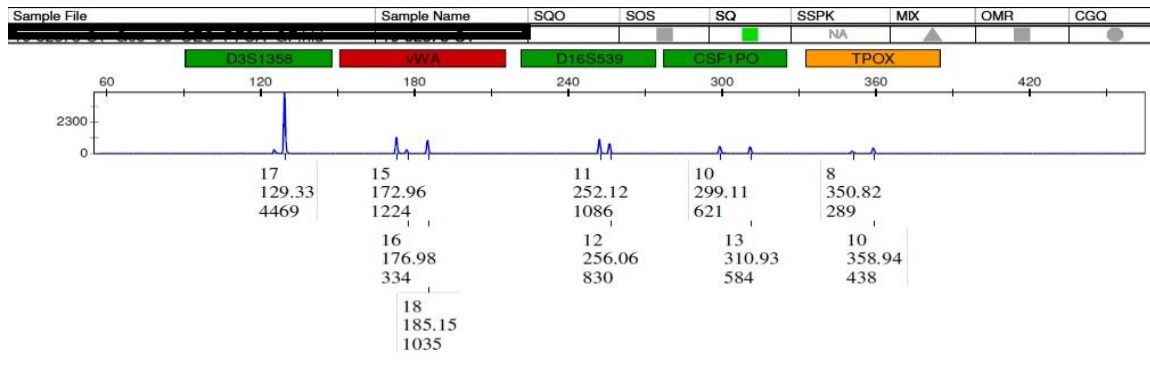 Sample File Sample Name SQO SOS SQ SSPK MIX OMR CGQ
NA
D3S1358 vWA D16S539 CSF1PO TPOX
60 120 180 240 300 360 420
2300
0
17 15 11 10 8
129.33 172.96 252.12 299.11 350.82
4469 1224 1086 621 289
16 12 13 10
176.98 256.06 310.93 358.94
334 830 584 438
18
185.15
1035